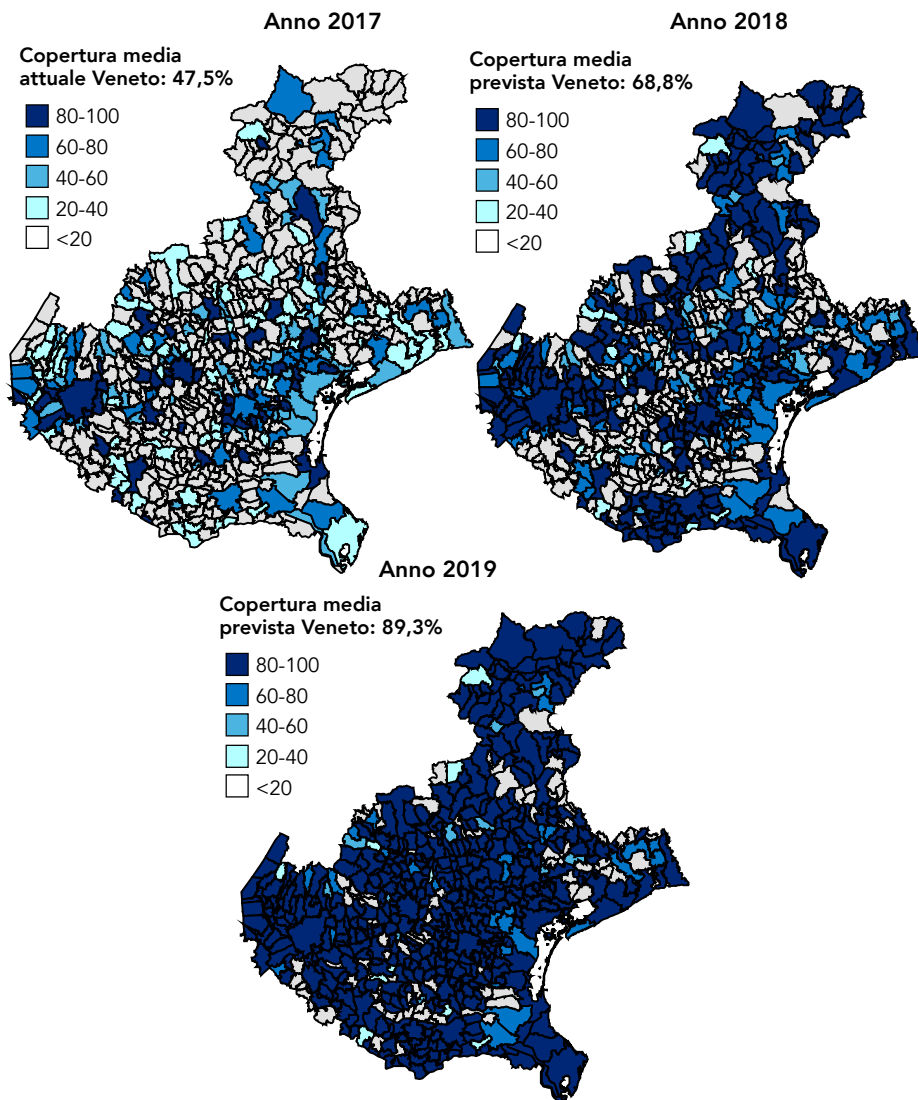 Anno 2017
Copertura media
attuale Veneto: 47,5%
80-100
60-80
40-60
20-40
<20
Anno 2018
Copertura media
prevista Veneto: 68,8%
80-100
60-80
40-60
20-40
<20
Anno 2019
Copertura media
prevista Veneto: 89,3%
80-100
60-80
40-60
20-40
<20